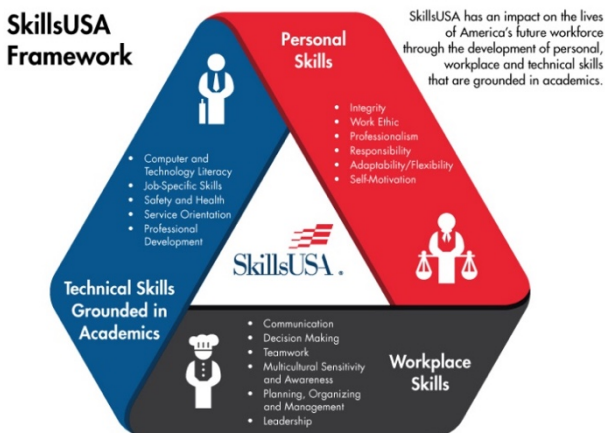 SkillsUSA
Framework
SkillsUSA has an impact on the lives
of America's future workforce
through the development of personal,
workplace and technical skills
that are grounded in academics.
Personal
Skills
• Integrity
• Work Ethic
• Professionalism
• Responsibility
• Adaptability/Flexibility
• Self-Motivation
• Computer and
Technology Literacy
• Job-Specific Skills
• Safety and Health
• Service Orientation
• Professional
Development
Technical Skills
Grounded in
Academics
SkillsUSA.
• Communication
• Decision Making
• Teamwork
• Multicultural Sensitivity
and Awareness
• Planning, Organizing
and Management
• Leadership
Workplace
Skills